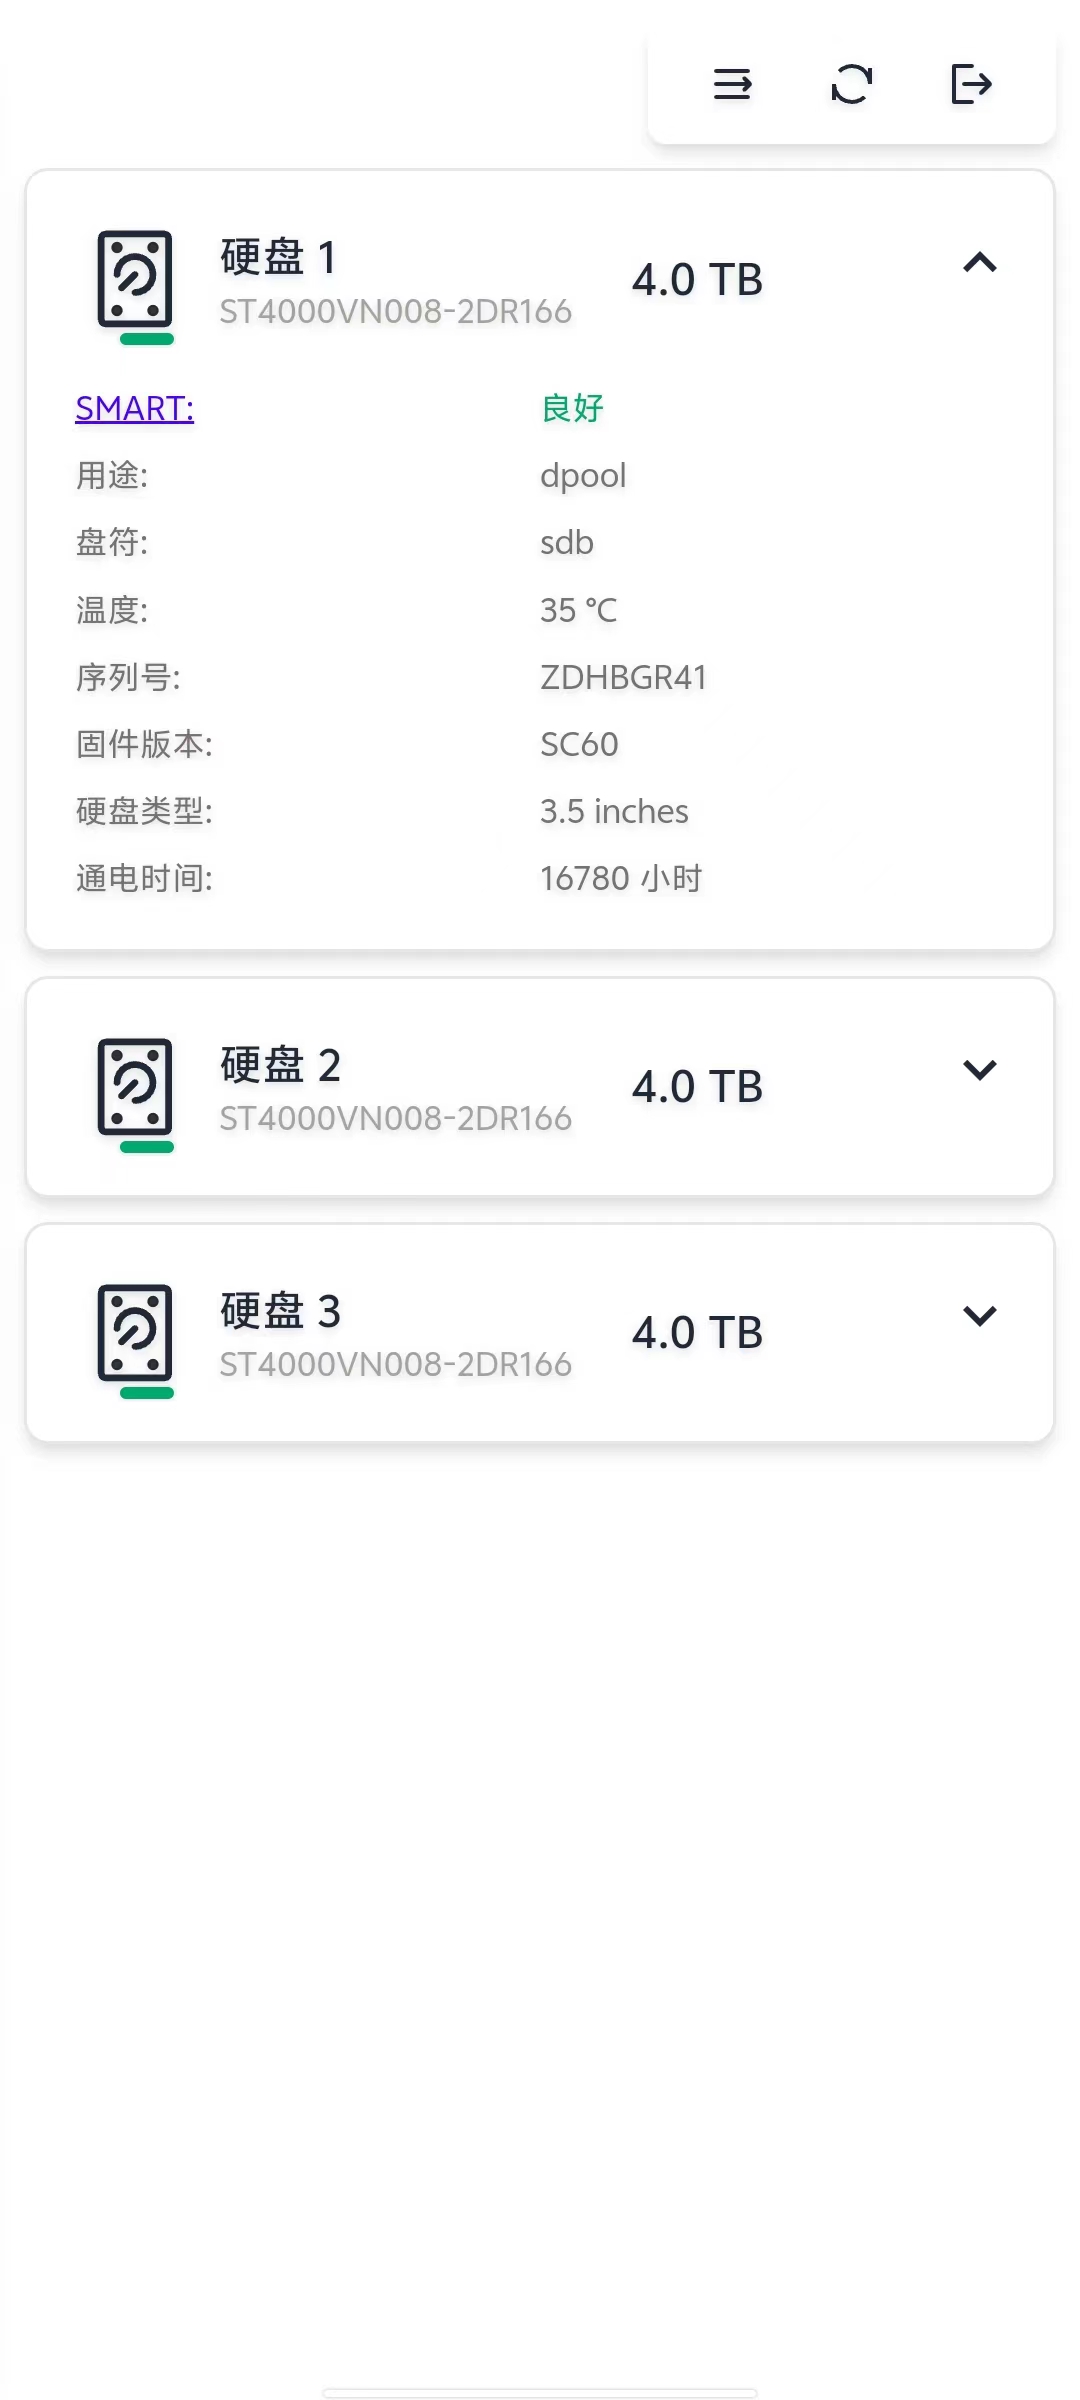 硬盘 1
ST4000VN008-2DR166
4.0 TB
SMART: 良好
用途: dpool
盘符: sdb
温度: 35 ℃
序列号: ZDHBGR41
固件版本: SC60
硬盘类型: 3.5 inches
通电时间: 16780 小时
硬盘 2
ST4000VN008-2DR166
4.0 TB
硬盘 3
ST4000VN008-2DR166
4.0 TB